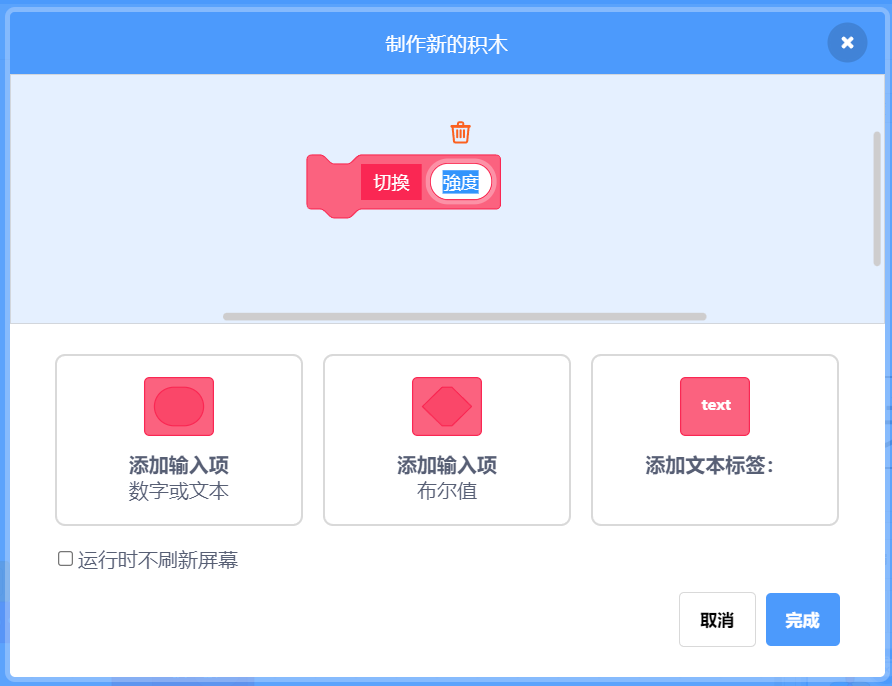 制作新的积木
切换 強度
text
添加输入项
数字或文本
添加输入项
布尔值
添加文本标签：
运行时不刷新屏幕
取消 完成